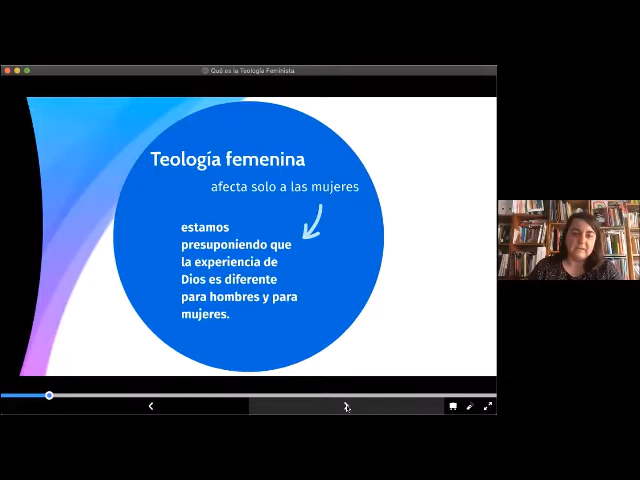 Qué es la Teología Feminista
Teología femenina
afecta solo a las mujeres
estamos
presuponiendo que
la experiencia de
Dios es diferente
para hombres y para
mujeres.